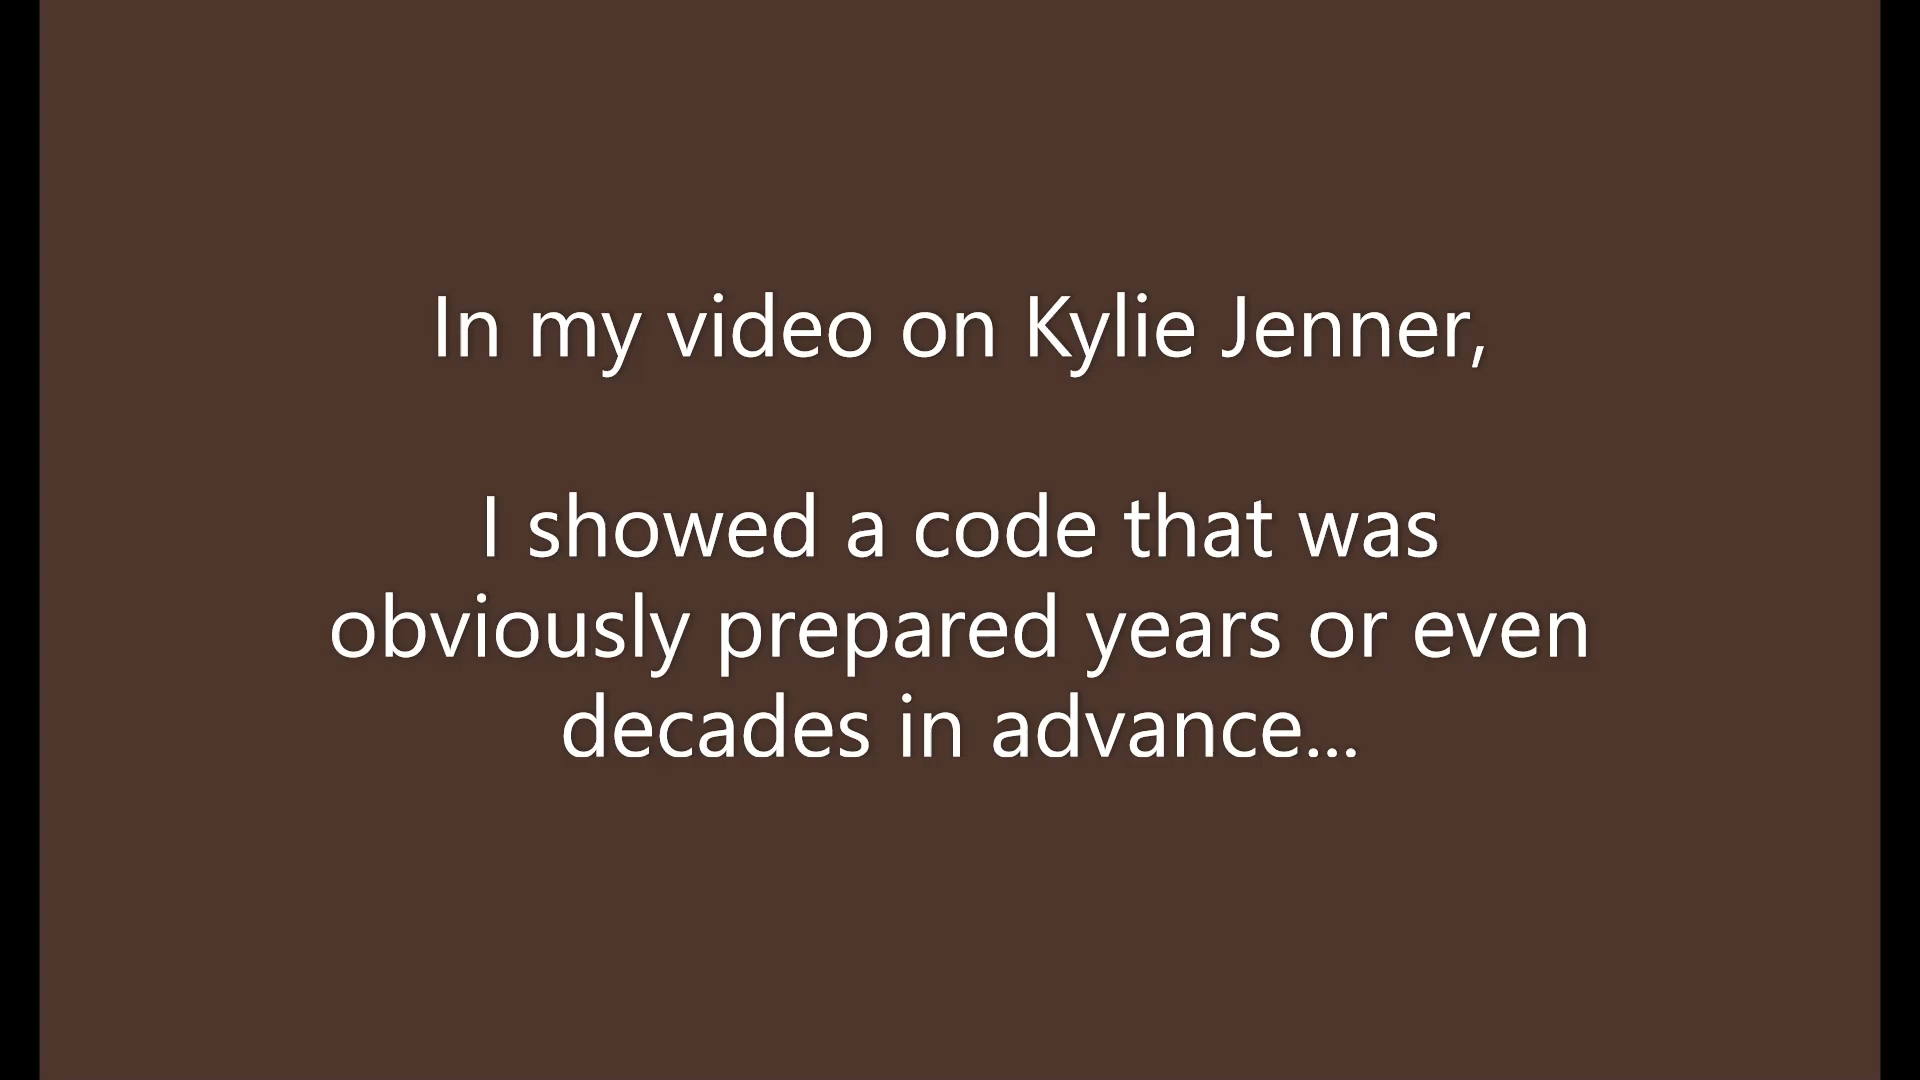 In my video on Kylie Jenner,
I showed a code that was
obviously prepared years or even
decades in advance...